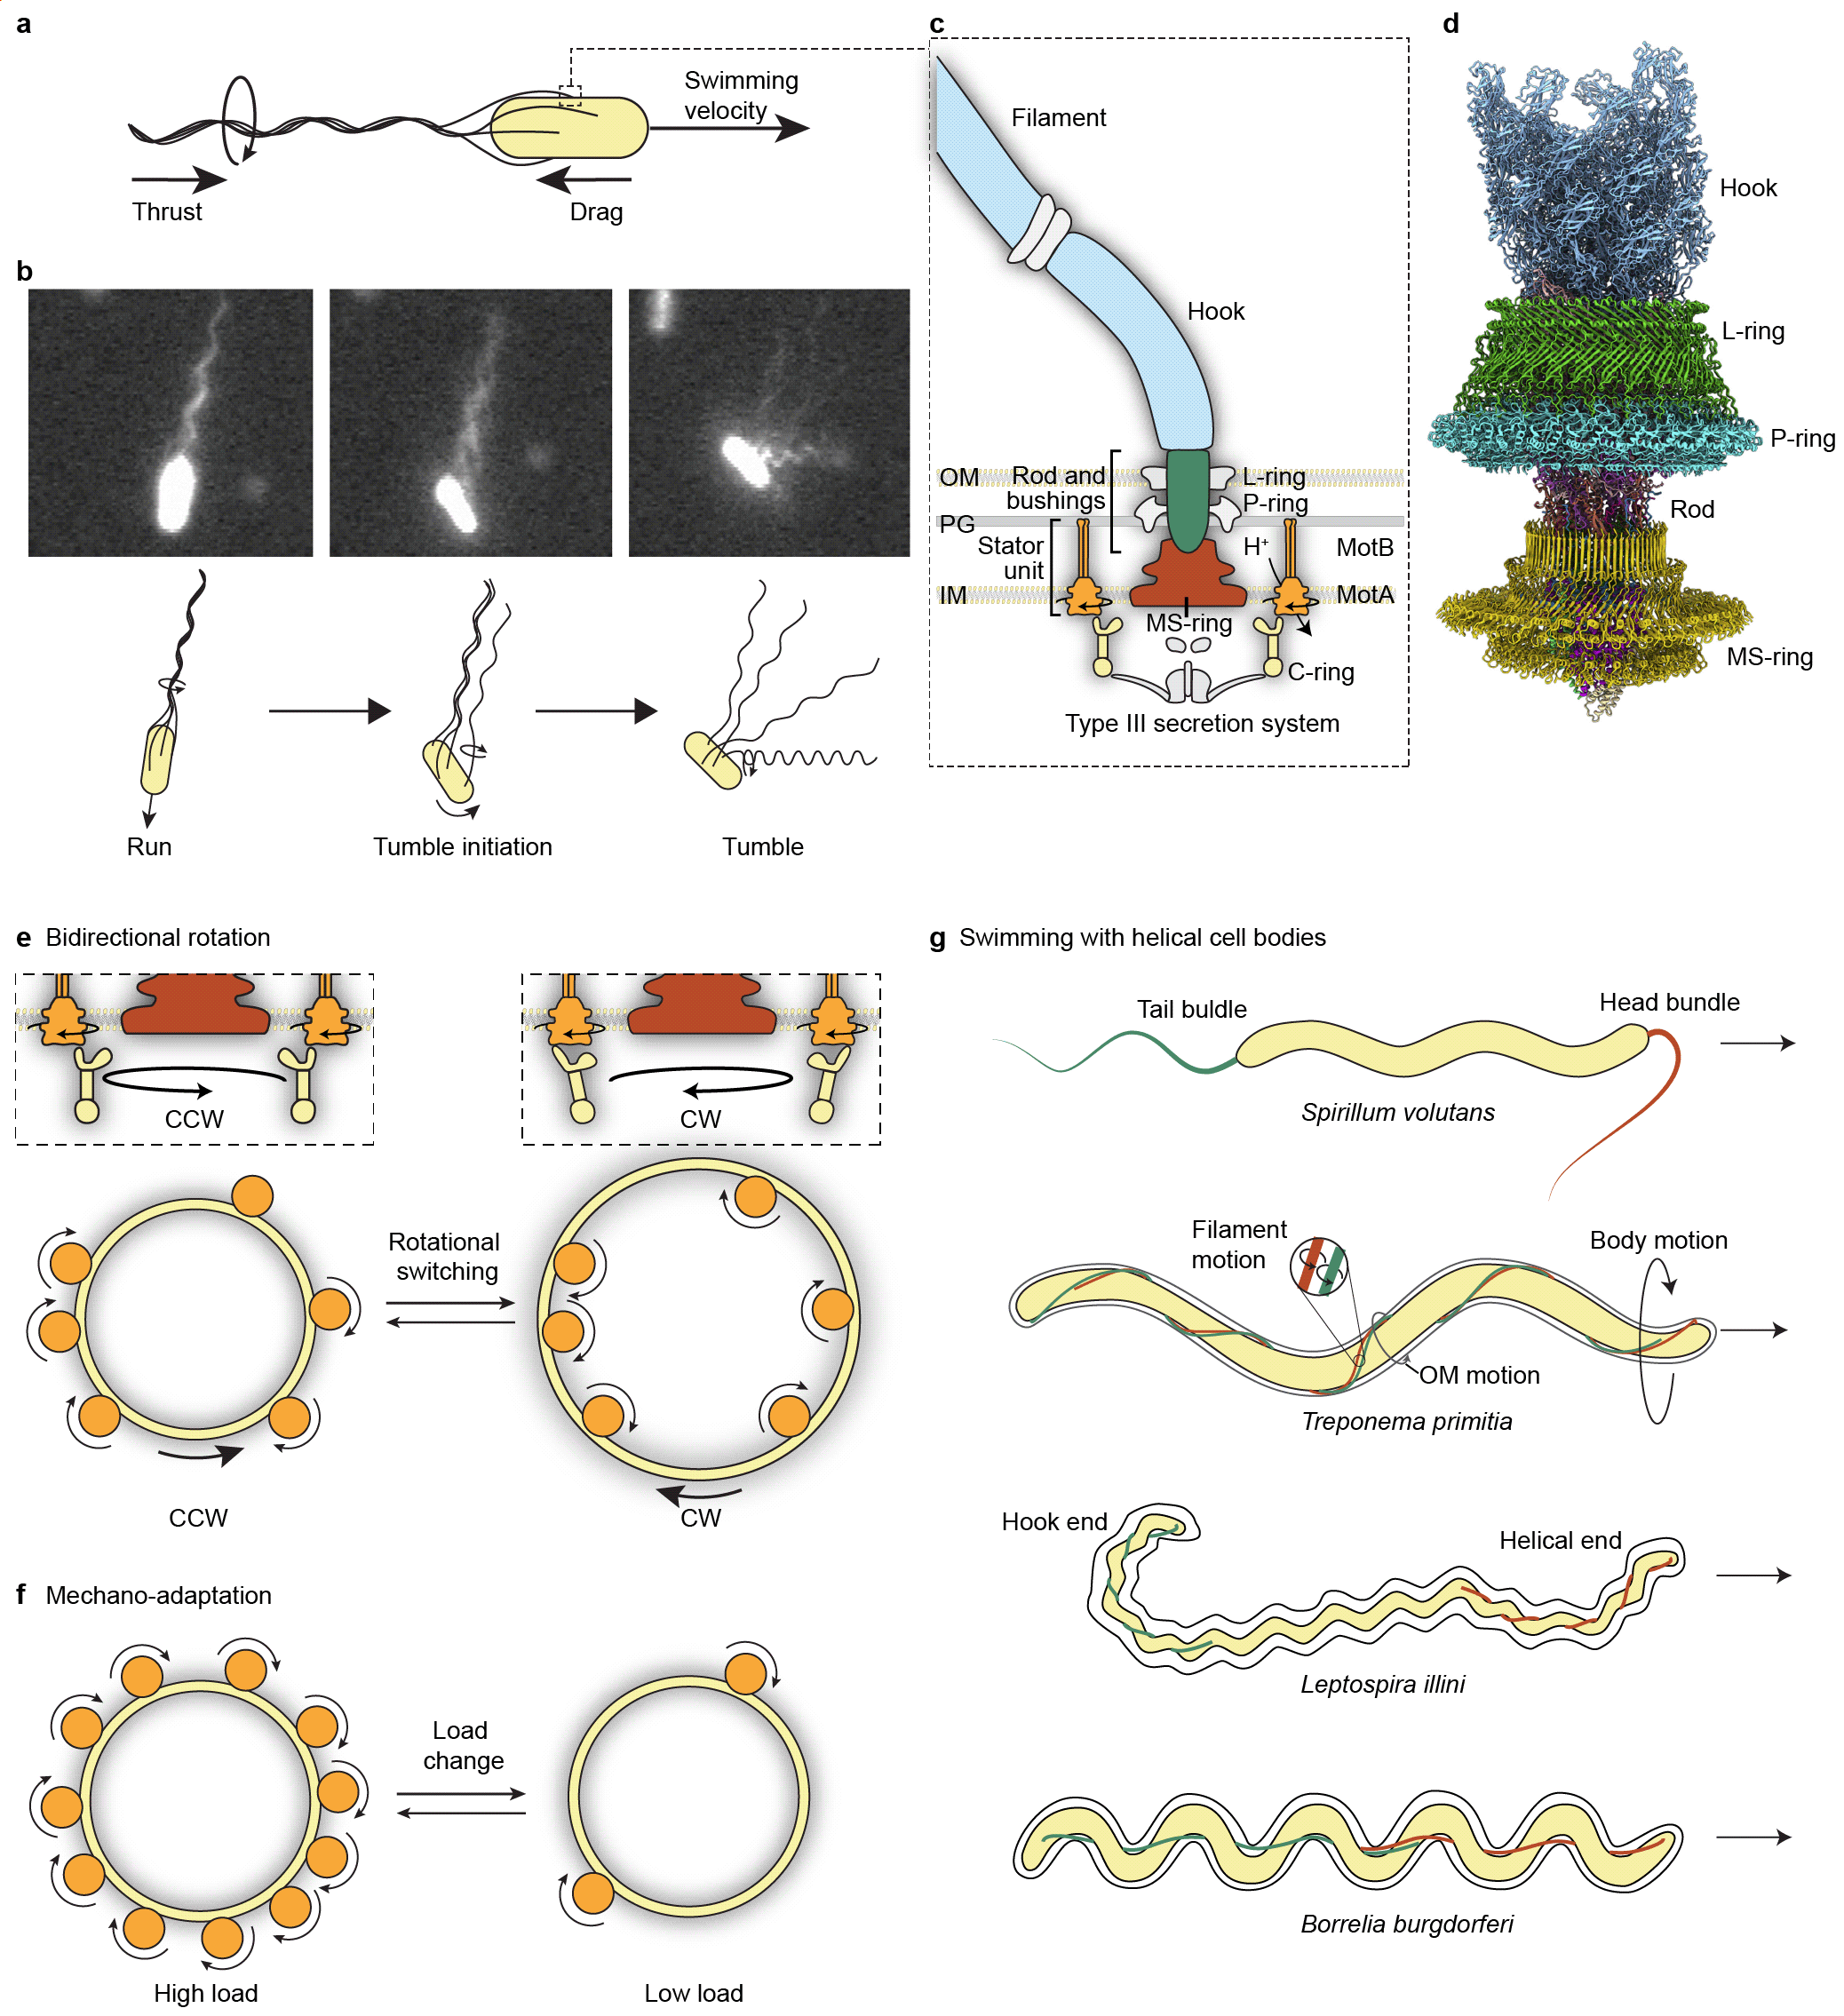 a
Swimming
velocity
Thrust
Drag
b
Run
Tumble initiation
Tumble
c
Filament
Hook
OM
Rod and
bushings
L-ring
P-ring
PG
Stator
unit
H+
MotB
IM
MotA
MS-ring
C-ring
Type III secretion system
d
Hook
L-ring
P-ring
Rod
MS-ring
e Bidirectional rotation
CCW
CW
Rotational
switching
CCW
CW
f Mechano-adaptation
Load
change
High load
Low load
g Swimming with helical cell bodies
Tail buldle
Head bundle
Spirillum volutans
Filament
motion
Body motion
OM motion
Treponema primitia
Hook end
Helical end
Leptospira illini
Borrelia burgdorferi